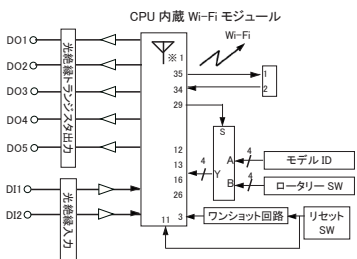 CPU 内蔵 Wi-Fi モジュール
Wi-Fi
DO1
DO2
DO3
DO4
DO5
光絶縁トランジスタ出力
※1
35
34
29
1
2
S
12
13
16
26
4
Y
A
4
モデル ID
B
4
ロータリー SW
DI1
DI2
光絶縁入力
11
3
ワンショット回路
リセット
SW